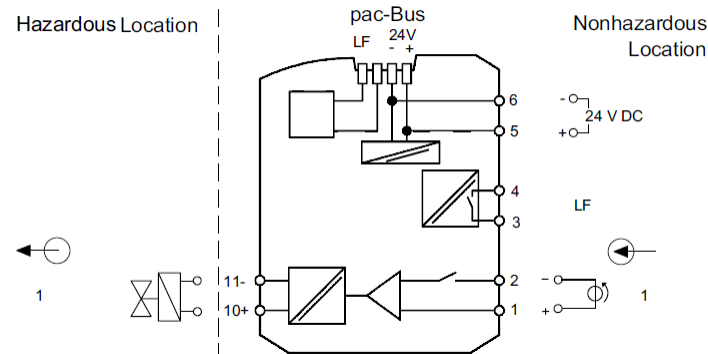 pac-Bus
Hazardous Location
Nonhazardous
Location
LF
24V
- +
6
5
-
+
24 V DC
4
3
LF
1
11-
10+
2
1
-
+
1